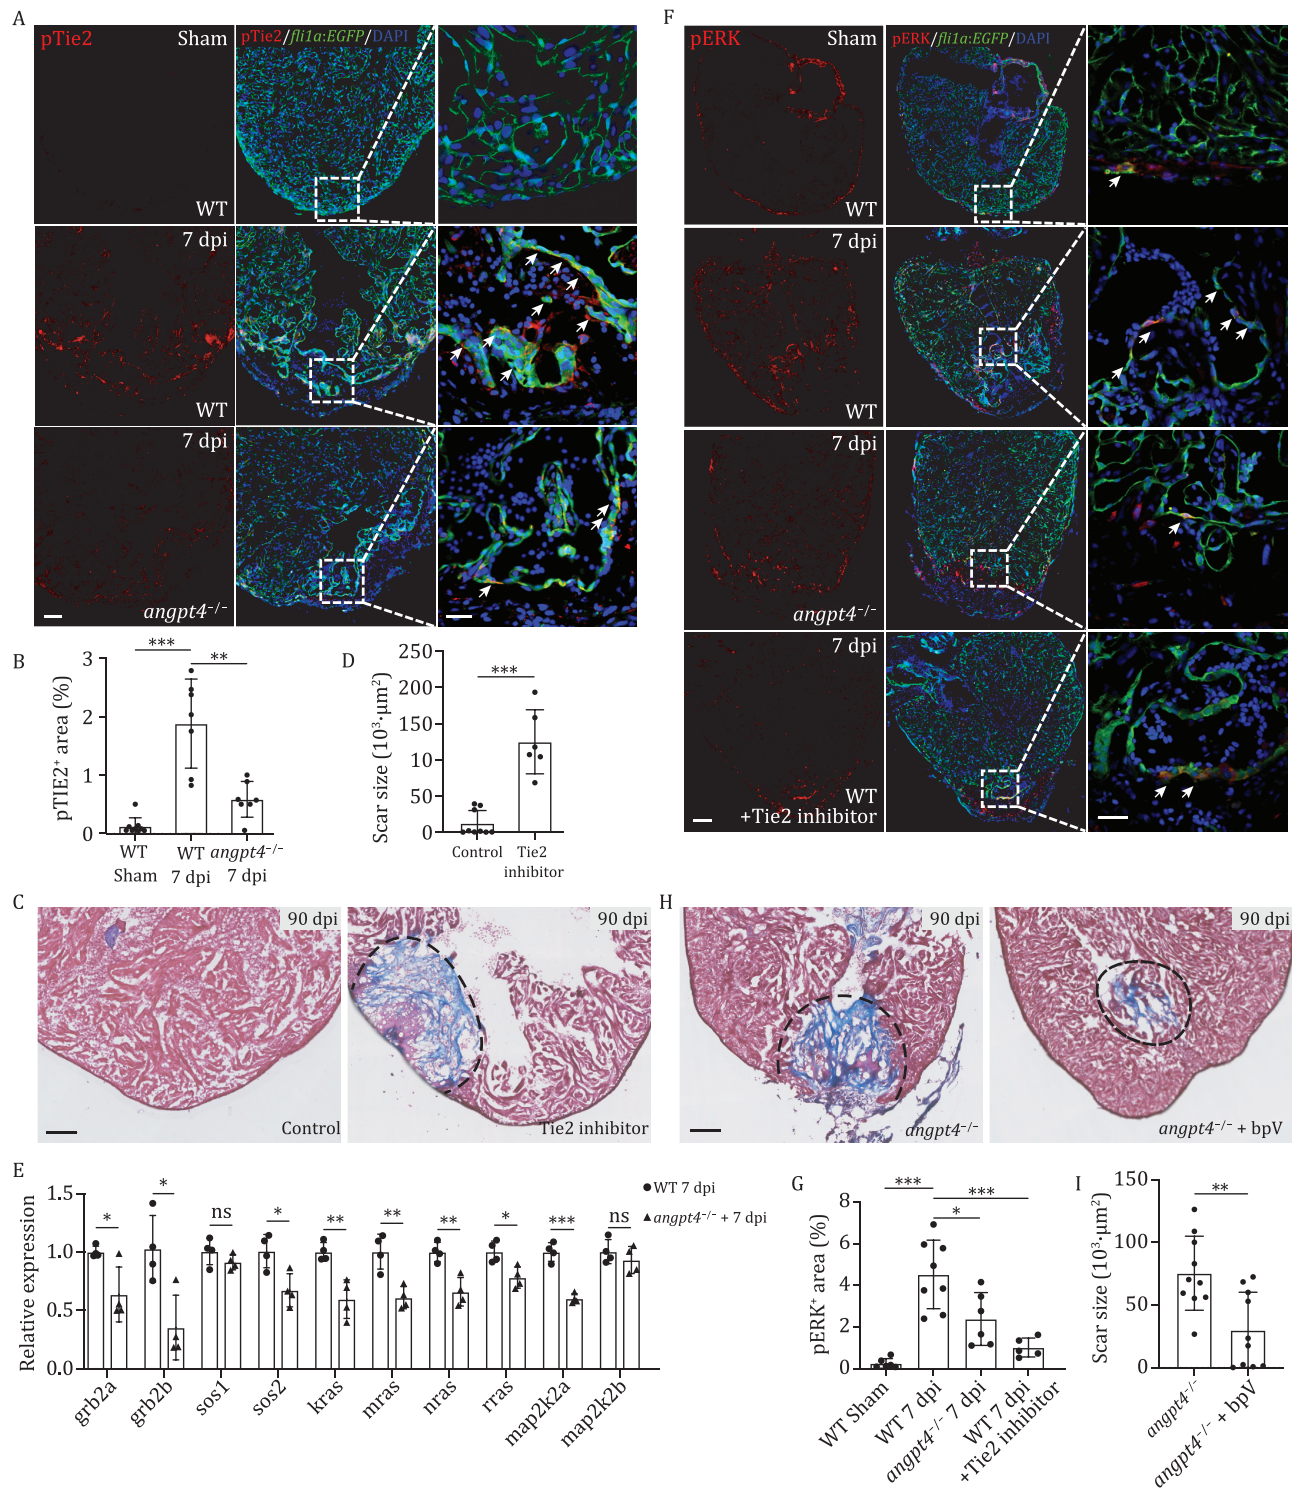 A
pTie2
Sham
WT
pTie2/fli1a:EGFP/DAPI
7 dpi
WT
7 dpi
angpt4⁻/⁻
B
pTIE2⁺ area (%)
3
2
1
0
***
**
WT Sham
WT 7 dpi
angpt4⁻/⁻ 7 dpi
D
Scar size (10³·μm²)
250
200
150
100
50
0
***
Control
Tie2 inhibitor
C
90 dpi
Control
90 dpi
Tie2 inhibitor
E
Relative expression
1.5
1.0
0.5
0.0
* * ns * ** ** ** * *** ns
WT 7 dpi
angpt4⁻/⁻ + 7 dpi
grb2a
grb2b
sos1
sos2
kras
mras
nras
rras
map2k2a
map2k2b
F
pERK
Sham
WT
pERK/fli1a:EGFP/DAPI
7 dpi
WT
7 dpi
angpt4⁻/⁻
7 dpi
WT
+Tie2 inhibitor
H
90 dpi
angpt4⁻/⁻
90 dpi
angpt4⁻/⁻ + bpV
G
pERK⁺ area (%)
8
6
4
2
0
***
***
*
WT Sham
WT 7 dpi
angpt4⁻/⁻ 7 dpi
WT 7 dpi
+Tie2 inhibitor
I
Scar size (10³·μm²)
150
100
50
0
**
angpt4⁻/⁻
angpt4⁻/⁻ + bpV